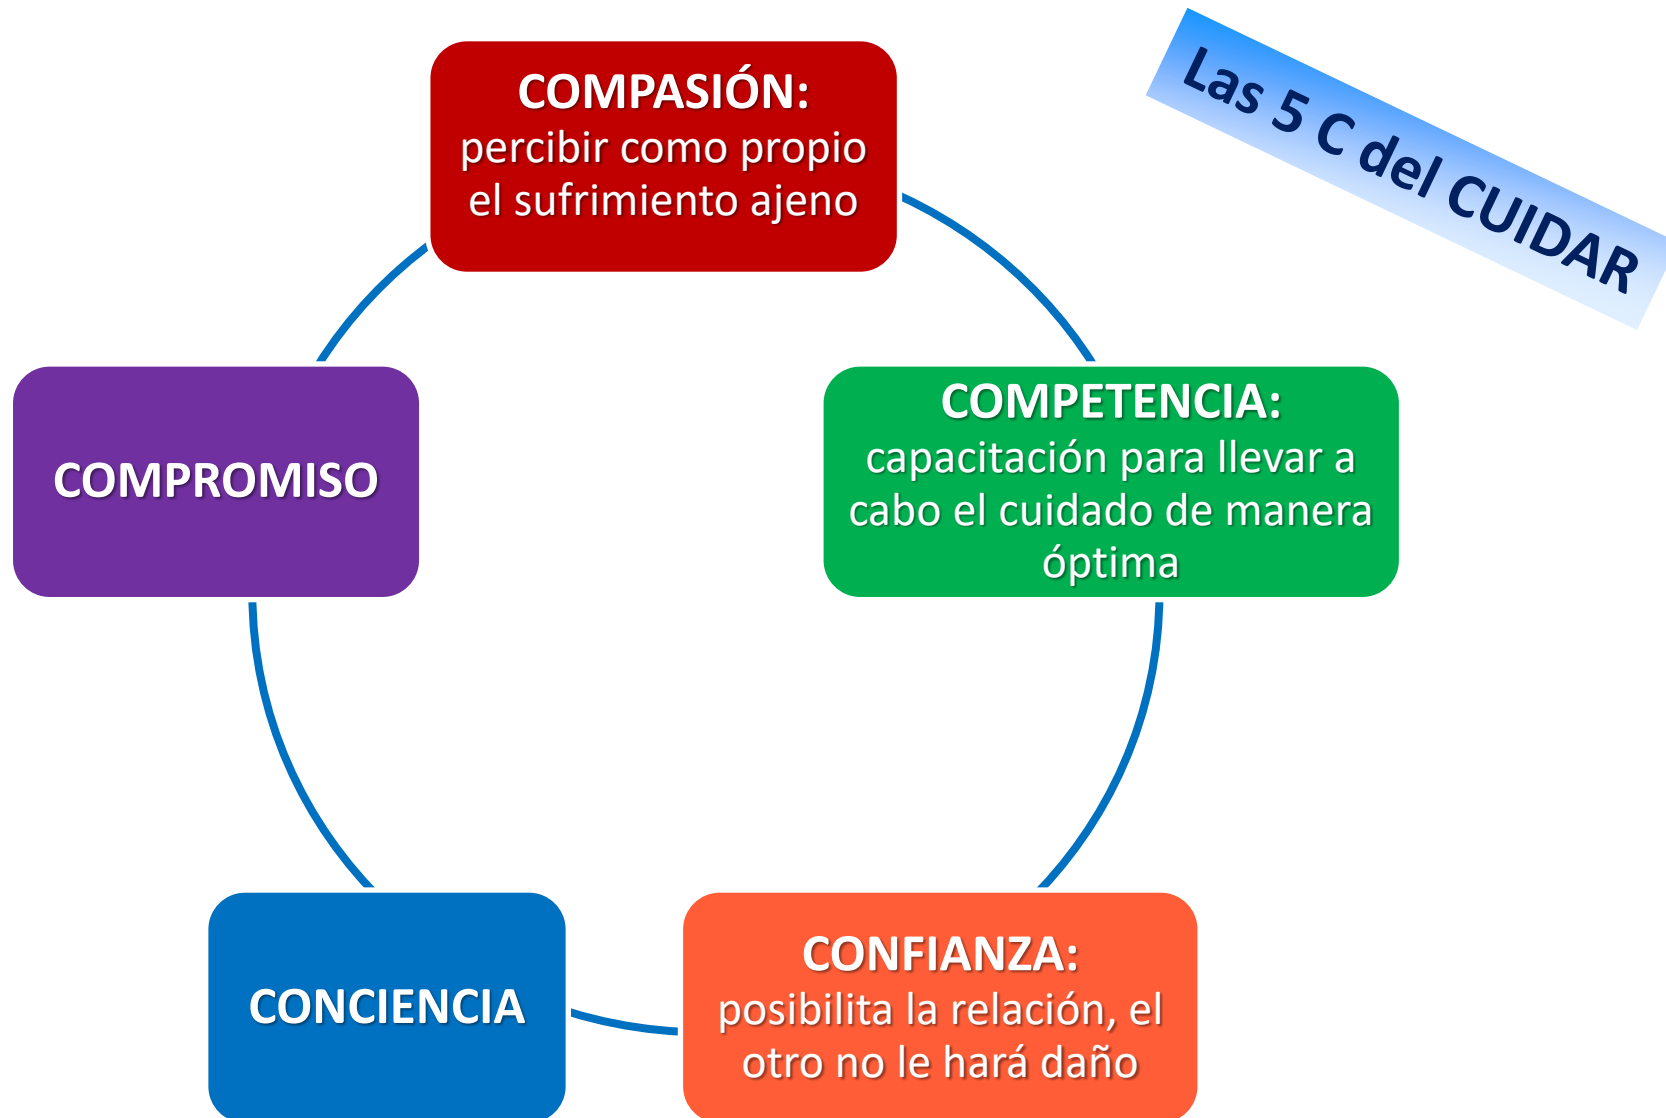 Las 5 C del CUIDAR
COMPASIÓN:
percibir como propio
el sufrimiento ajeno
COMPETENCIA:
capacitación para llevar a
cabo el cuidado de manera
óptima
CONFIANZA:
posibilita la relación, el
otro no le hará daño
CONCIENCIA
COMPROMISO